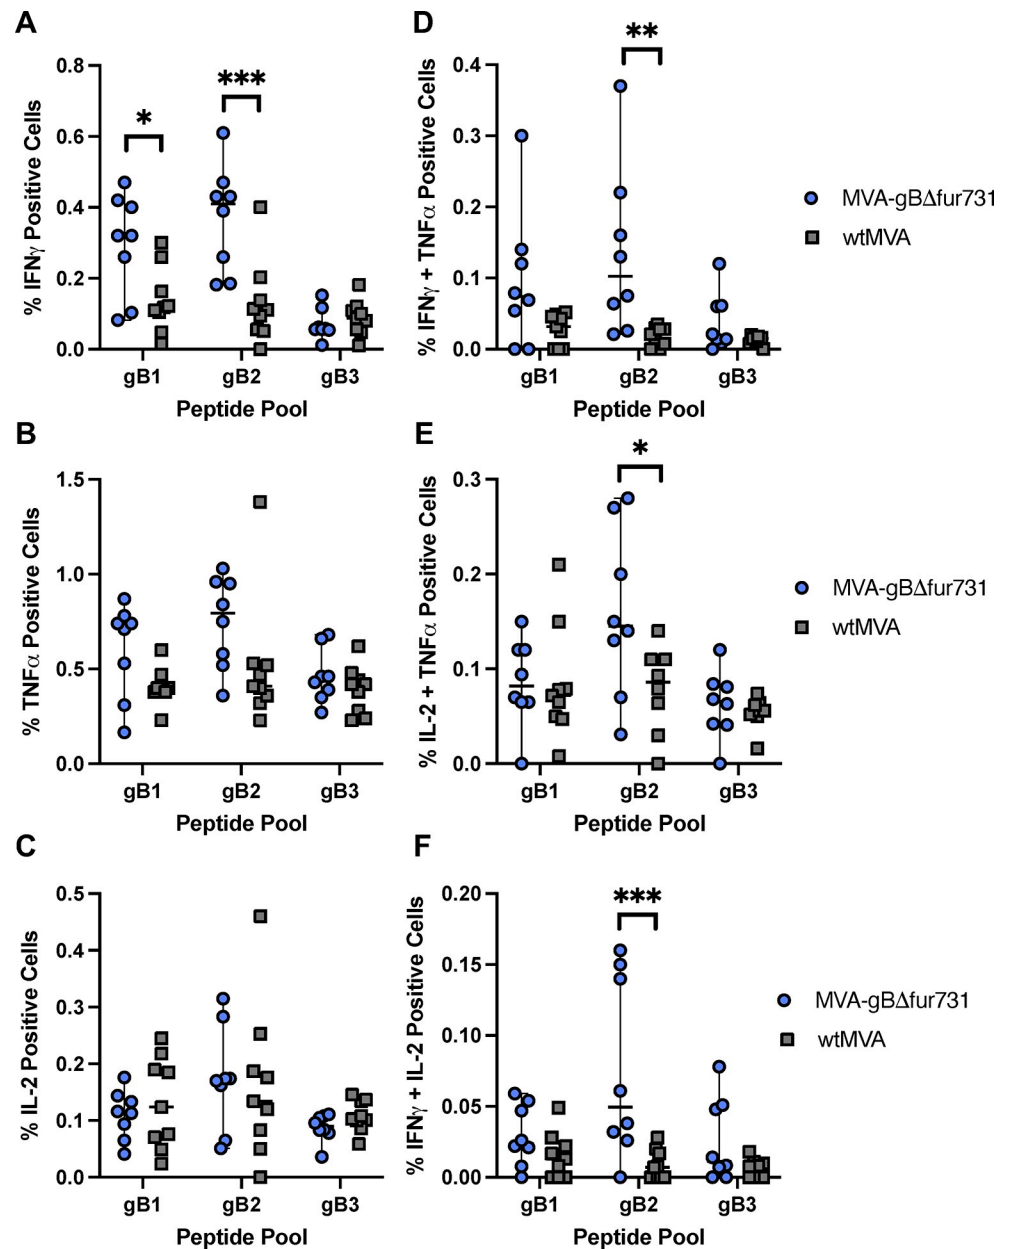 A
% IFNγ Positive Cells
0.8
0.6
0.4
0.2
0.0
*
***
gB1 gB2 gB3
Peptide Pool
D
% IFNγ + TNFα Positive Cells
0.4
0.3
0.2
0.1
0.0
**
gB1 gB2 gB3
Peptide Pool
MVA-gBΔfur731
wtMVA
B
% TNFα Positive Cells
1.5
1.0
0.5
0.0
gB1 gB2 gB3
Peptide Pool
E
% IL-2 + TNFα Positive Cells
0.3
0.2
0.1
0.0
*
gB1 gB2 gB3
Peptide Pool
MVA-gBΔfur731
wtMVA
C
% IL-2 Positive Cells
0.5
0.4
0.3
0.2
0.1
0.0
gB1 gB2 gB3
Peptide Pool
F
% IFNγ + IL-2 Positive Cells
0.20
0.15
0.10
0.05
0.00
***
gB1 gB2 gB3
Peptide Pool
MVA-gBΔfur731
wtMVA